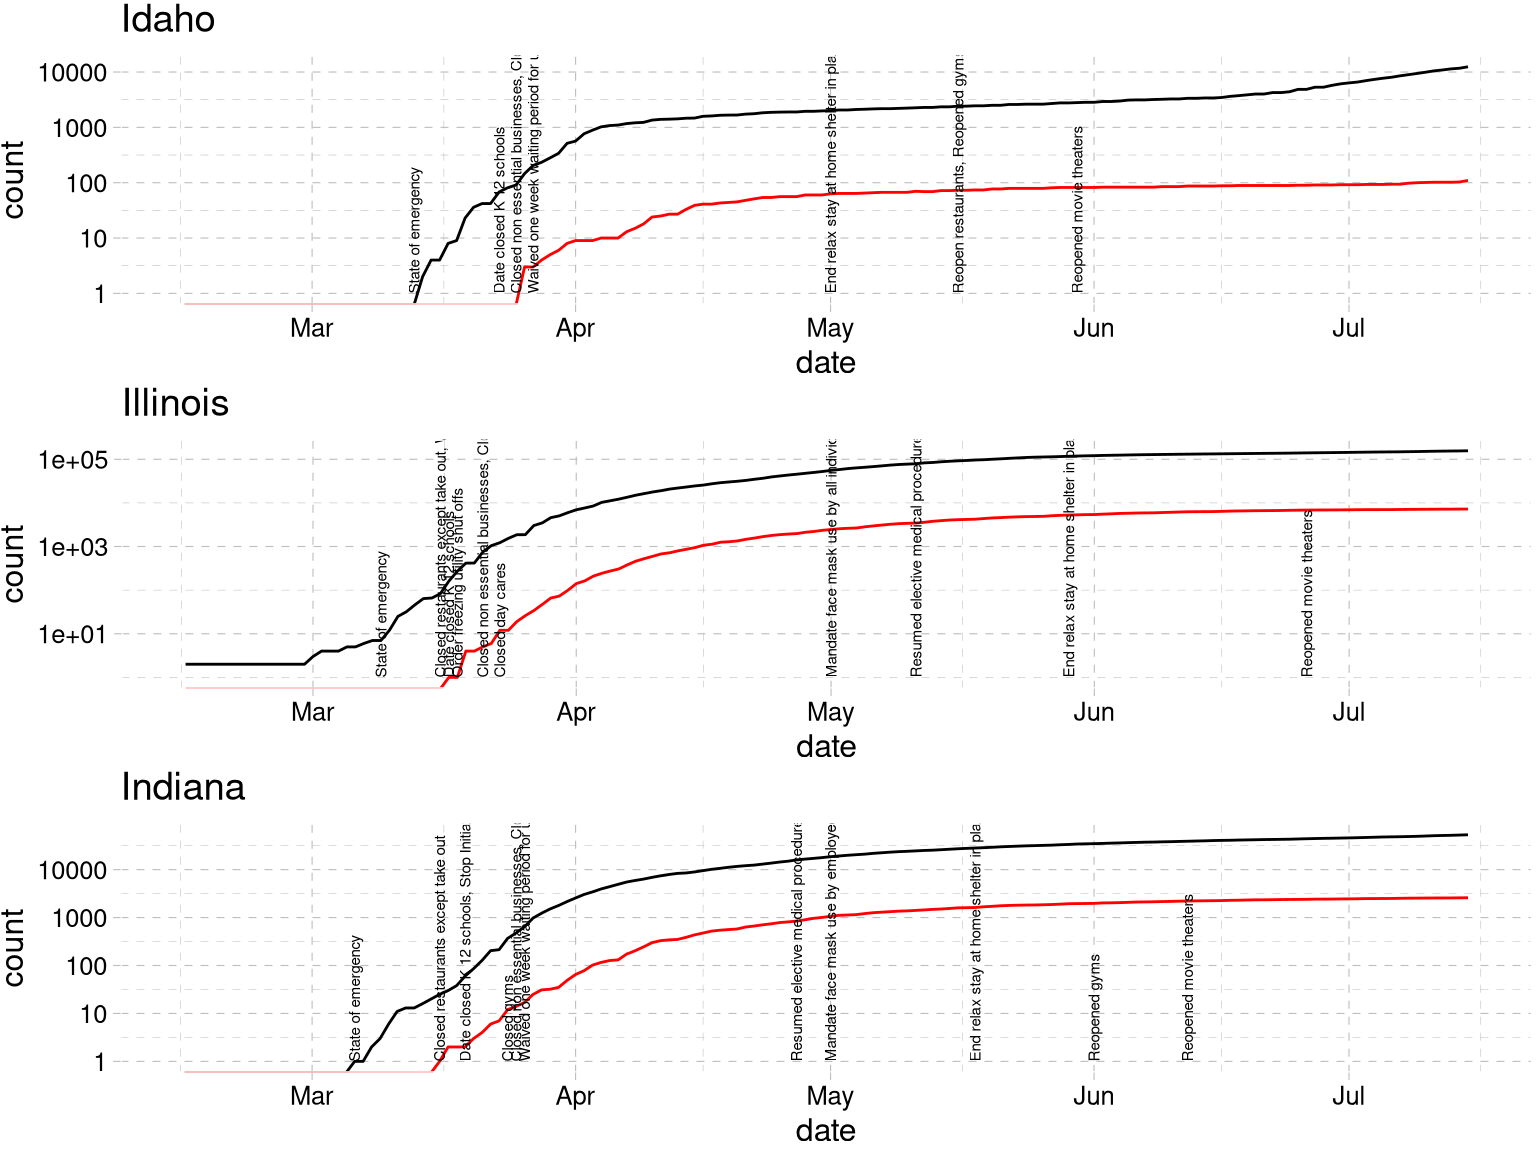 Idaho
count
10000
1000
100
10
1
State of emergency
Date closed K 12 schools
Closed non essential businesses, Cl
Waived one week waiting period for u
End relax stay at home shelter in pla
Reopen restaurants, Reopened gyms
Reopened movie theaters
Mar Apr May Jun Jul
date
Illinois
count
1e+05
1e+03
1e+01
State of emergency
Closed restaurants except take out,
Date closed K 12 schools
Order freezing utility shut offs
Closed non essential businesses, Cl
Closed day cares
Mandate face mask use by all indivic
Resumed elective medical procedure
End relax stay at home shelter in pla
Reopened movie theaters
Mar Apr May Jun Jul
date
Indiana
count
10000
1000
100
10
1
State of emergency
Closed restaurants except take out
Date closed K 12 schools, Stop Initia
Closed gyms
Closed non essential businesses, Cl
Waived one week waiting period for u
Resumed elective medical procedure
Mandate face mask use by employe
End relax stay at home shelter in pla
Reopened gyms
Reopened movie theaters
Mar Apr May Jun Jul
date